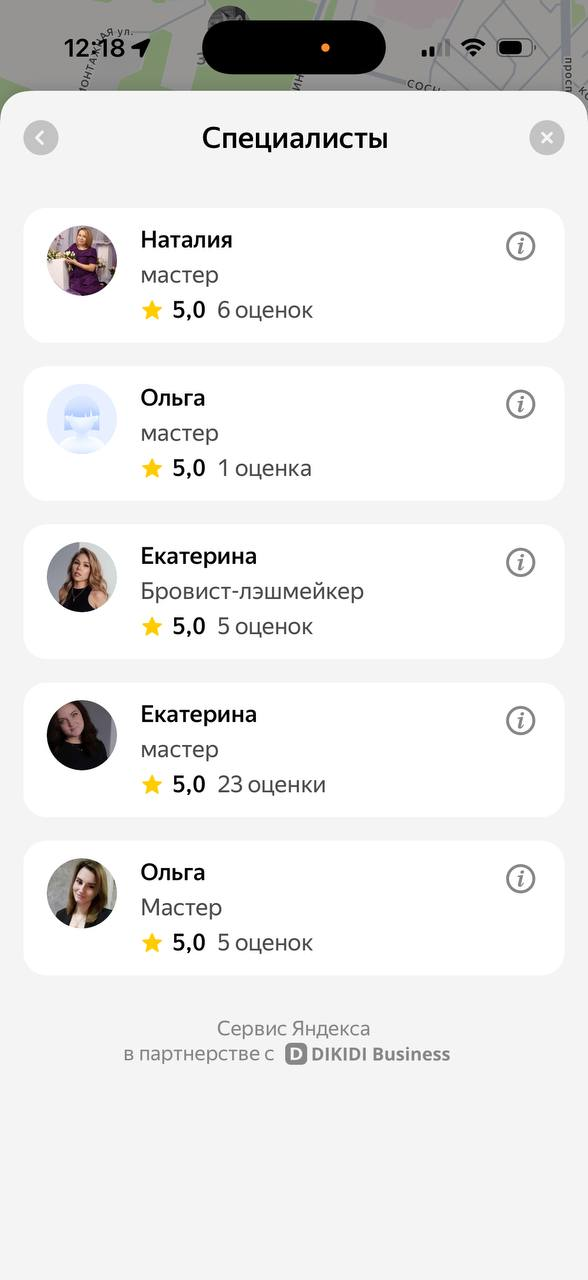 12:18
Специалисты
Наталия
мастер
5,0 6 оценок
Ольга
мастер
5,0 1 оценка
Екатерина
Бровист-лэшмейкер
5,0 5 оценок
Екатерина
мастер
5,0 23 оценки
Ольга
Мастер
5,0 5 оценок
Сервис Яндекса
в партнерстве с D DIKIDI Business